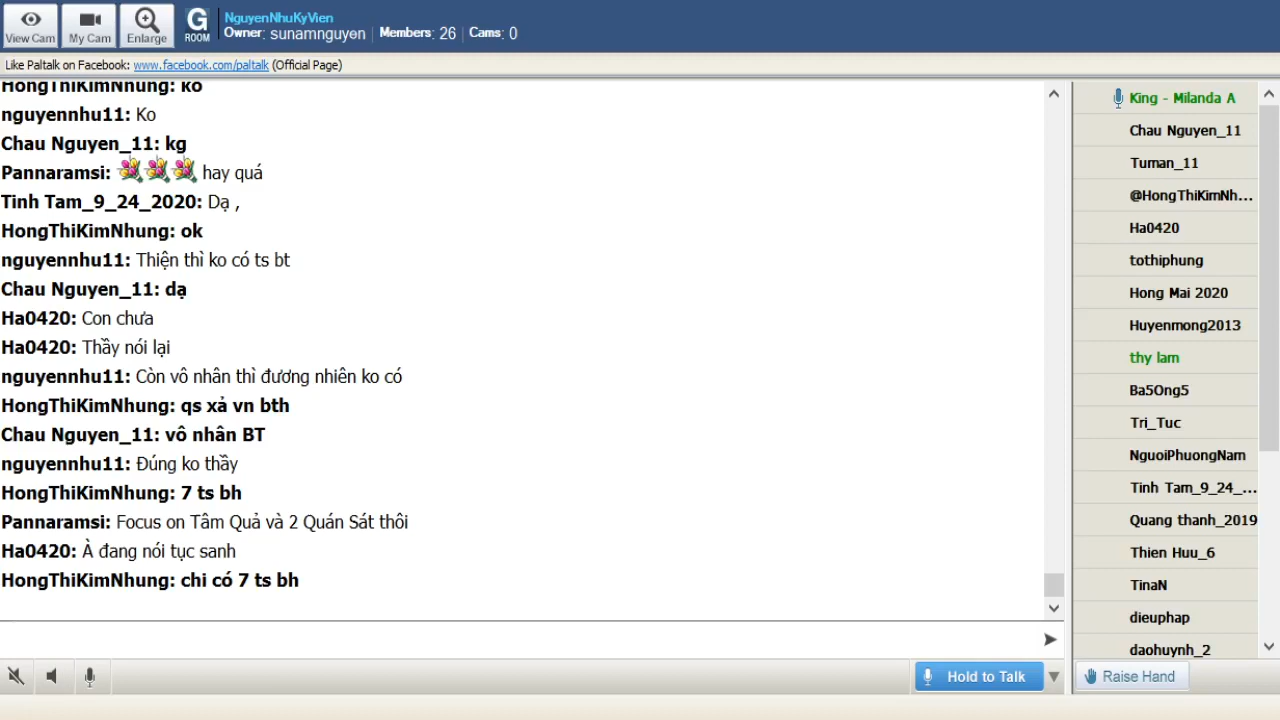 View Cam
My Cam
Enlarge
G
ROOM
NguyenNhuKyVien
Owner: sunamnguyen | Members: 26 | Cams: 0
Like Paltalk on Facebook: www.facebook.com/paltalk (Official Page)
HongThiKimNhung: ko
nguyennhu11: Ko
Chau Nguyen_11: kg
Pannaramsi: hay quá
Tinh Tam_9_24_2020: Dạ ,
HongThiKimNhung: ok
nguyennhu11: Thiện thì ko có ts bt
Chau Nguyen_11: dạ
Ha0420: Con chưa
Ha0420: Thầy nói lại
nguyennhu11: Còn vô nhân thì đương nhiên ko có
HongThiKimNhung: qs xả vn bth
Chau Nguyen_11: vô nhân BT
nguyennhu11: Đúng ko thầy
HongThiKimNhung: 7 ts bh
Pannaramsi: Focus on Tâm Quả và 2 Quán Sát thôi
Ha0420: À đang nói tục sanh
HongThiKimNhung: chi có 7 ts bh
Hold to Talk
King - Milanda A
Chau Nguyen_11
Tuman_11
@HongThiKimNh...
Ha0420
tothiphung
Hong Mai 2020
Huyenmong2013
thy lam
Ba5Ong5
Tri_Tuc
NguoiPhuongNam
Tinh Tam_9_24_...
Quang thanh_2019
Thien Huu_6
TinaN
dieuphap
daohuynh_2
Raise Hand